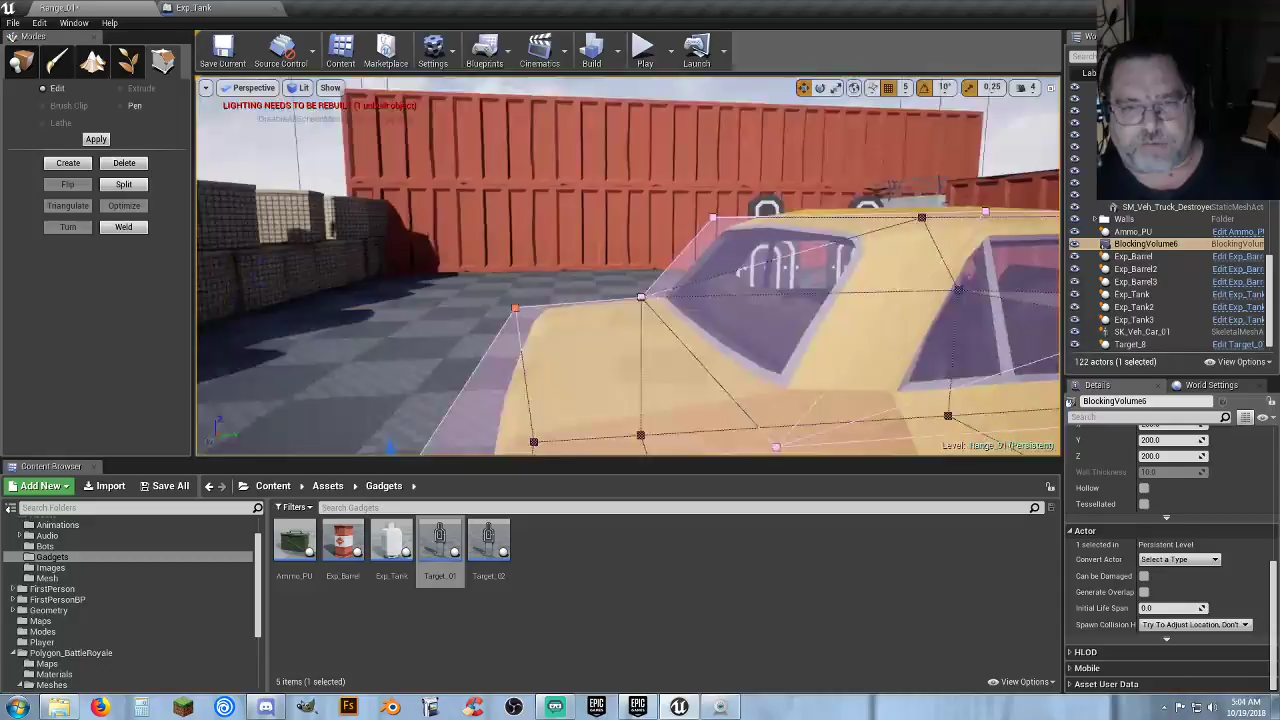 Range_01*
Exp_Tank
File Edit Window Help
Modes
Edit Extrude
Brush Clip Pen
Lathe
Apply
Create Delete
Flip Split
Triangulate Optimize
Turn Weld
Save Current Source Control Content Marketplace Settings Blueprints Cinematics Build Play Launch
Perspective Lit Show
5 10° 0.25 4
LIGHTING NEEDS TO BE REBUILT (1 unbuilt object)
Level: Range_01 (Persistent)
Lab
SM_Veh_Truck_Destroyed StaticMeshAct
Walls Folder
Ammo_PU Edit Ammo_PU
BlockingVolume6 BlockingVolum
Exp_Barrel Edit Exp_Barr
Exp_Barrel2 Edit Exp_Barr
Exp_Barrel3 Edit Exp_Barr
Exp_Tank Edit Exp_Tank
Exp_Tank2 Edit Exp_Tank
Exp_Tank3 Edit Exp_Tank
SK_Veh_Car_01 SkeletalMeshA
Target_8 Edit Target_0
122 actors (1 selected) View Options
Details World Settings
BlockingVolume6
Search
Y 200.0
Z 200.0
Wall Thickness 10.0
Hollow
Tessellated
Actor
1 selected in Persistent Level
Convert Actor Select a Type
Can be Damaged
Generate Overlap
Initial Life Span 0.0
Spawn Collision H Try To Adjust Location, Don't
HLOD
Mobile
Asset User Data
Content Browser
Add New Import Save All Content Assets Gadgets
Search Folders Filters Search Gadgets
Animations
Audio
Bots
Gadgets
Images
Mesh
FirstPerson
FirstPersonBP
Geometry
Maps
Modes
Player
Polygon_BattleRoyale
Maps
Materials
Meshes
Ammo_PU Exp_Barrel Exp_Tank Target_01 Target_02
5 items (1 selected) View Options
5:04 AM
10/19/2018